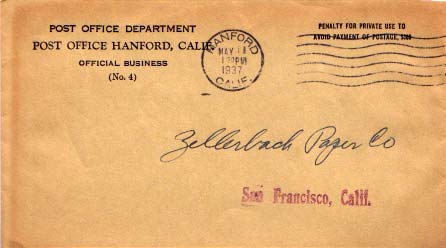 POST OFFICE DEPARTMENT
POST OFFICE HANFORD, CALIF.
OFFICIAL BUSINESS
(No. 4)
HANFORD
MAY 11
1937
CALIF.
PENALTY FOR PRIVATE USE TO
AVOID PAYMENT OF POSTAGE, $300
Zellerbach Paper Co
San Francisco, Calif.